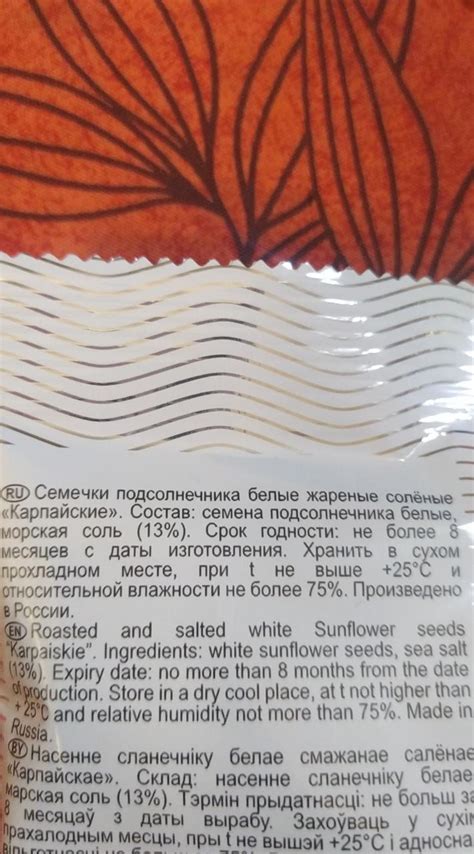 RU Семечки подсолнечника белые жареные солёные
«Карпайские». Состав: семена подсолнечника белые,
морская соль (13%). Срок годности: не более 8
месяцев с даты изготовления. Хранить в сухом
прохладном месте, при t не выше +25°С и
относительной влажности не более 75%. Произведено
в России.
EN Roasted and salted white Sunflower seeds
"Karpaiskie". Ingredients: white sunflower seeds, sea salt
(13%). Expiry date: no more than 8 months from the date
of production. Store in a dry cool place, at t not higher than
+25°C and relative humidity not more than 75%. Made in
Russia.
BY Насенне сланечніку белае смажанае салёнае
«Карпайскае». Склад: насенне сланечніку белае
марская соль (13%). Тэрмін прыдатнасці: не больш за
8 месяцаў з даты вырабу. Захоўваць у сухім
прахалодным месцы, пры t не вышэй +25°С і адносна